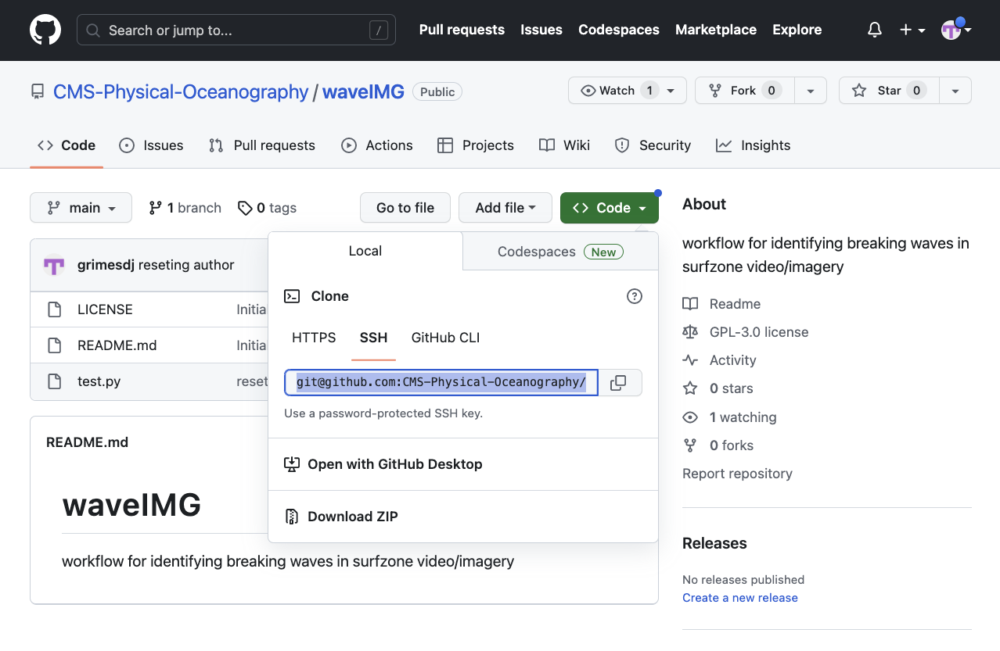 Search or jump to... / Pull requests Issues Codespaces Marketplace Explore
CMS-Physical-Oceanography / waveIMG Public Watch 1 Fork 0 Star 0
Code Issues Pull requests Actions Projects Wiki Security Insights
main 1 branch 0 tags Go to file Add file Code
grimesdj reseting author
LICENSE Initia
README.md Initia
test.py reset
Local Codespaces New
Clone
HTTPS SSH GitHub CLI
git@github.com:CMS-Physical-Oceanography/
Use a password-protected SSH key.
Open with GitHub Desktop
Download ZIP
README.md
waveIMG
workflow for identifying breaking waves in surfzone video/imagery
About
workflow for identifying breaking waves in
surfzone video/imagery
Readme
GPL-3.0 license
Activity
0 stars
1 watching
0 forks
Report repository
Releases
No releases published
Create a new release